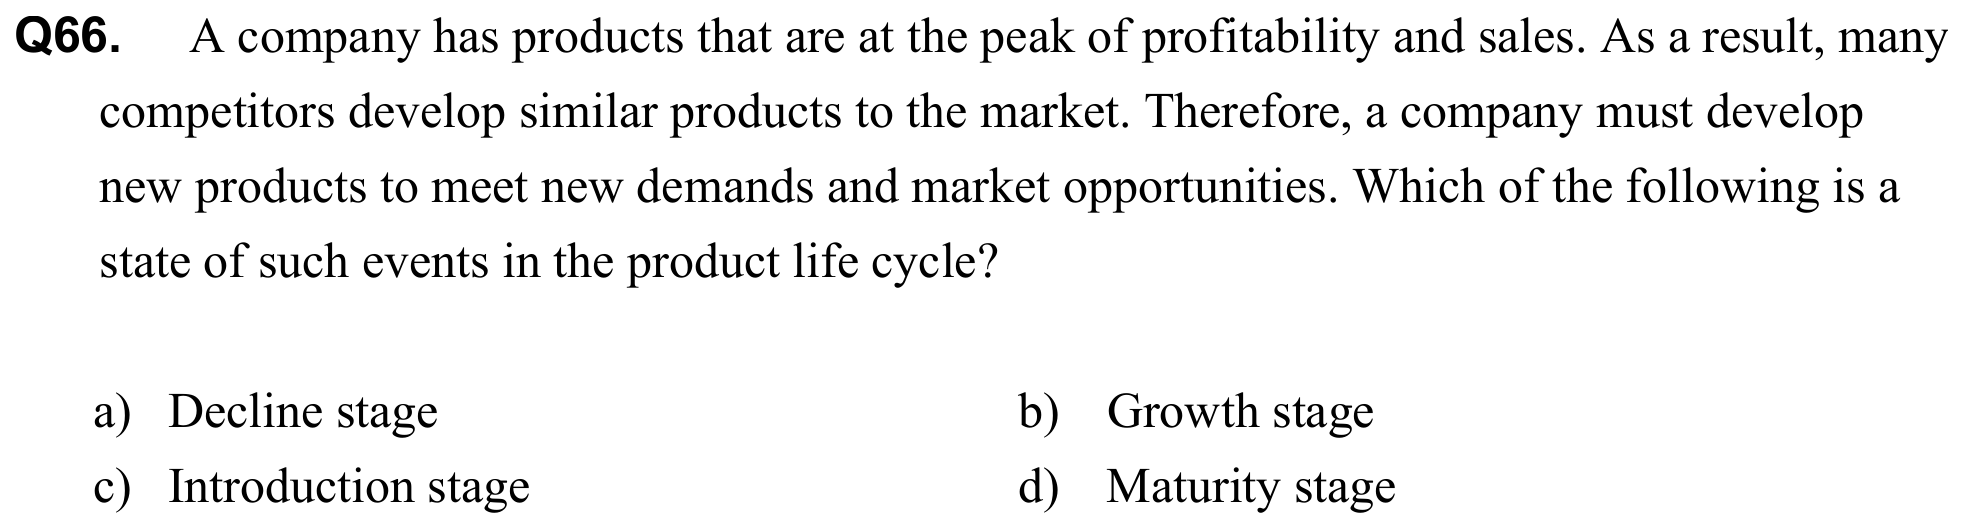 Q66. A company has products that are at the peak of profitability and sales. As a result, many
competitors develop similar products to the market. Therefore, a company must develop
new products to meet new demands and market opportunities. Which of the following is a
state of such events in the product life cycle?
a) Decline stage b) Growth stage
c) Introduction stage d) Maturity stage